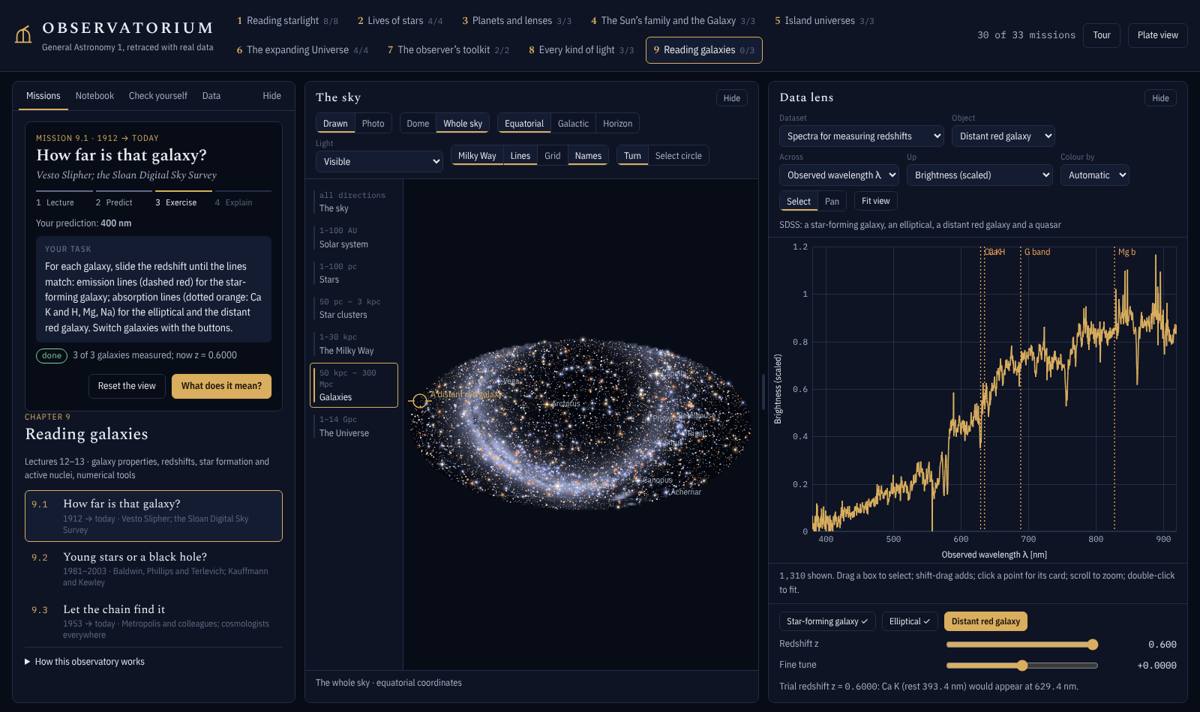 OBSERVATORIUM
General Astronomy 1, retraced with real data
1 Reading starlight 8/8
2 Lives of stars 4/4
3 Planets and lenses 3/3
4 The Sun's family and the Galaxy 3/3
5 Island universes 3/3
6 The expanding Universe 4/4
7 The observer's toolkit 2/2
8 Every kind of light 3/3
9 Reading galaxies 0/3
30 of 33 missions
Tour
Plate view
Missions Notebook Check yourself Data Hide
MISSION 9.1 · 1912 → TODAY
How far is that galaxy?
Vesto Slipher; the Sloan Digital Sky Survey
1 Lecture 2 Predict 3 Exercise 4 Explain
Your prediction: 400 nm
YOUR TASK
For each galaxy, slide the redshift until the lines
match: emission lines (dashed red) for the star-
forming galaxy; absorption lines (dotted orange: Ca
K and H, Mg, Na) for the elliptical and the distant
red galaxy. Switch galaxies with the buttons.
done 3 of 3 galaxies measured; now z = 0.6000
Reset the view What does it mean?
CHAPTER 9
Reading galaxies
Lectures 12–13 · galaxy properties, redshifts, star formation and
active nuclei, numerical tools
9.1 How far is that galaxy?
1912 → today · Vesto Slipher; the Sloan Digital Sky
Survey
9.2 Young stars or a black hole?
1981–2003 · Baldwin, Phillips and Terlevich; Kauffmann
and Kewley
9.3 Let the chain find it
1953 → today · Metropolis and colleagues; cosmologists
everywhere
▶ How this observatory works
The sky
Hide
Drawn Photo Dome Whole sky Equatorial Galactic Horizon
Light
Visible
Milky Way Lines Grid Names Turn Select circle
all directions
The sky
1–100 AU
Solar system
1–100 pc
Stars
50 pc – 3 kpc
Star clusters
1–30 kpc
The Milky Way
50 kpc – 300
Mpc
Galaxies
1–14 Gpc
The Universe
Vega
A distant red galaxy
Arcturus
Canopus
Achernar
The whole sky · equatorial coordinates
Data lens
Hide
Dataset
Spectra for measuring redshifts
Object
Distant red galaxy
Across
Observed wavelength λ
Up
Brightness (scaled)
Colour by
Automatic
Select Pan Fit view
SDSS: a star-forming galaxy, an elliptical, a distant red galaxy and a quasar
G band
Mg b
1.2
1
0.8
0.6
0.4
0.2
0
Brightness (scaled)
400 500 600 700 800 900
Observed wavelength λ [nm]
1,310 shown. Drag a box to select; shift-drag adds; click a point for its card; scroll to zoom; double-click
to fit.
Star-forming galaxy ✓ Elliptical ✓ Distant red galaxy
Redshift z 0.600
Fine tune +0.0000
Trial redshift z = 0.6000: Ca K (rest 393.4 nm) would appear at 629.4 nm.